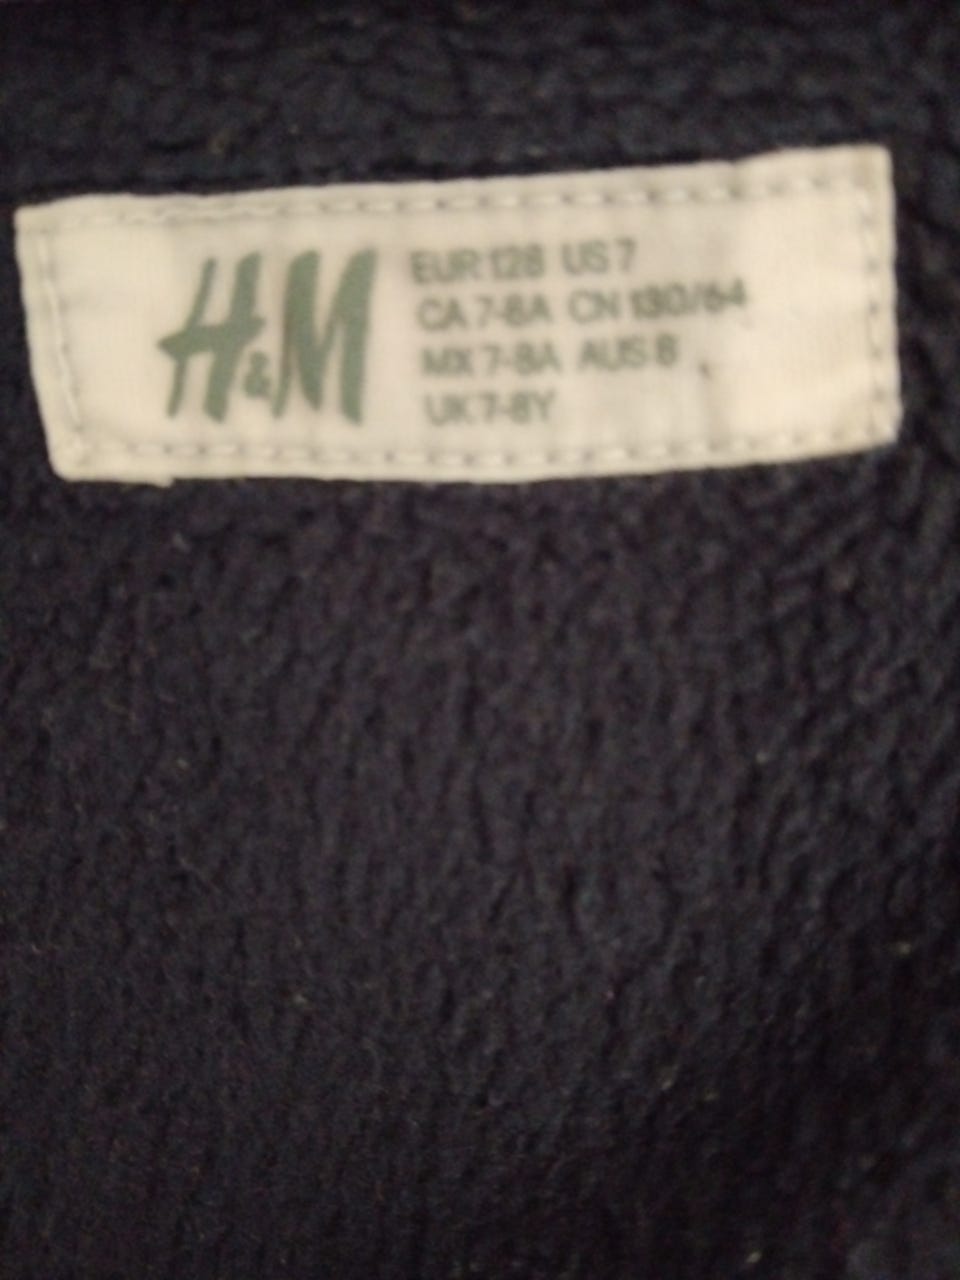 H&M
EUR 128 US 7
CA 7-8A CN 130/64
MX 7-8A AUS 8
UK 7-8Y